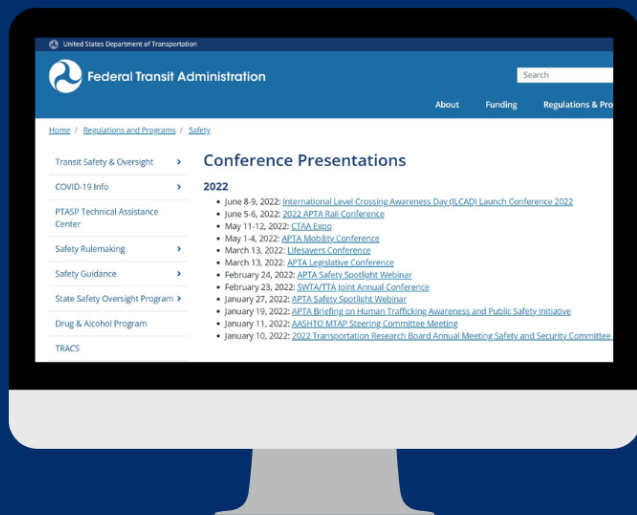 United States Department of Transportation
Federal Transit Administration
Search
About Funding Regulations & Pro
Home / Regulations and Programs / Safety
Transit Safety & Oversight >
COVID-19 Info >
PTASP Technical Assistance
Center
Safety Rulemaking >
Safety Guidance >
State Safety Oversight Program >
Drug & Alcohol Program
TRACS
Conference Presentations
2022
• June 8-9, 2022: International Level Crossing Awareness Day (ILCAD) Launch Conference 2022
• June 5-6, 2022: 2022 APTA Rail Conference
• May 11-12, 2022: CTAA Expo
• May 1-4, 2022: APTA Mobility Conference
• March 13, 2022: Lifesavers Conference
• March 13, 2022: APTA Legislative Conference
• February 24, 2022: APTA Safety Spotlight Webinar
• February 23, 2022: SWTA/TTA Joint Annual Conference
• January 27, 2022: APTA Safety Spotlight Webinar
• January 19, 2022: APTA Briefing on Human Trafficking Awareness and Public Safety Initiative
• January 11, 2022: AASHTO MTAP Steering Committee Meeting
• January 10, 2022: 2022 Transportation Research Board Annual Meeting Safety and Security Committee